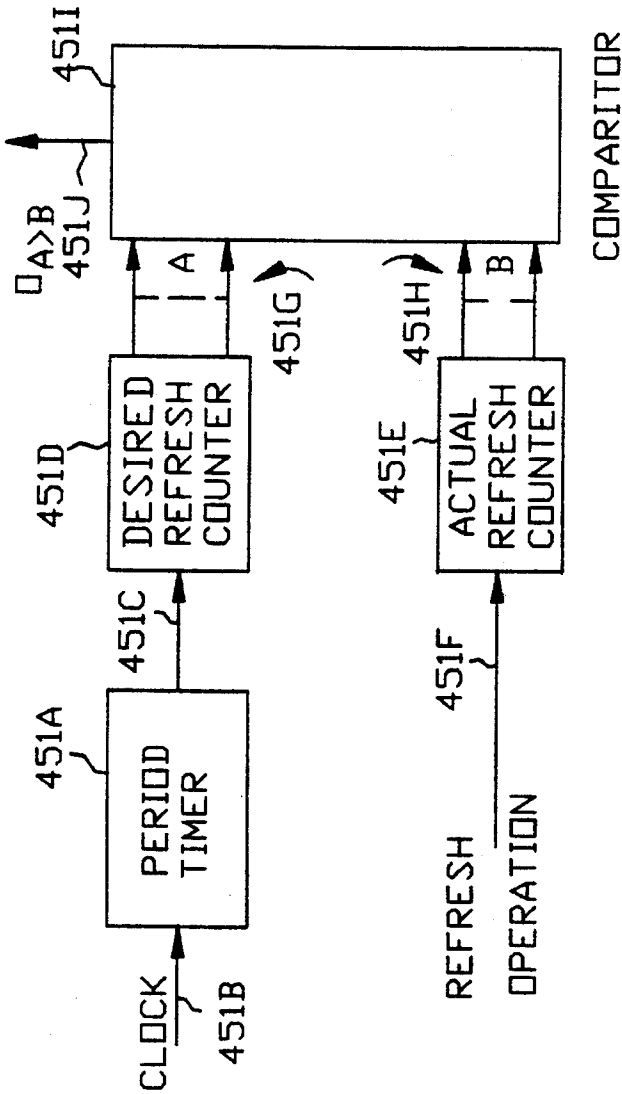 CLOCK
451B
451A
PERIOD
TIMER
451C
451D
DESIRED
REFRESH
COUNTER
A
451G
O A>B
451J
451I
REFRESH
OPERATION
451F
451E
ACTUAL
REFRESH
COUNTER
451H
B
COMPARITOR